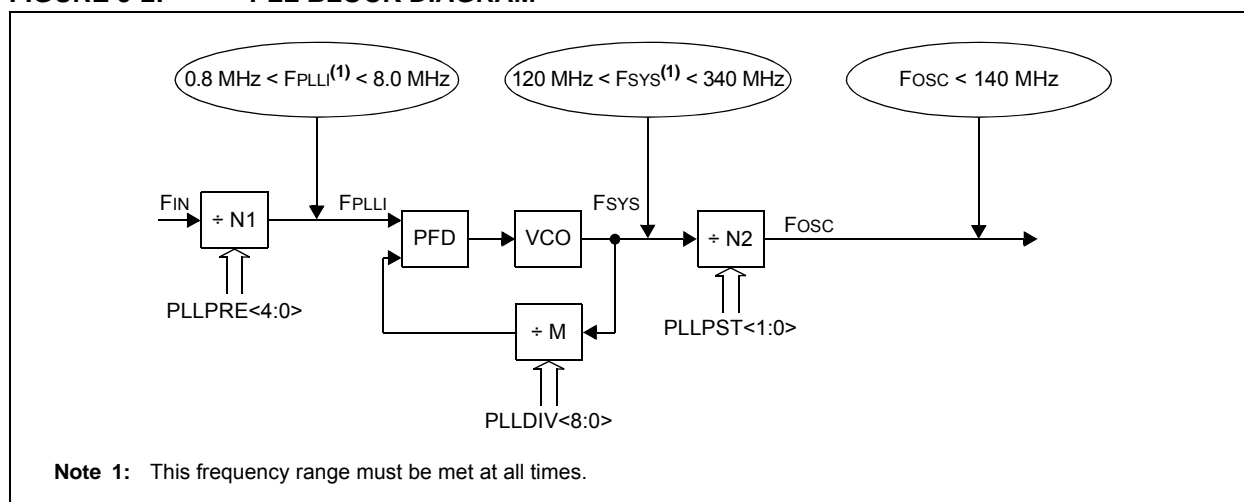 0.8 MHz < FPLLI(1) < 8.0 MHz
120 MHz < FSYS(1) < 340 MHz
FOSC < 140 MHz
FIN
÷ N1
FPLLI
PFD
VCO
FSYS
÷ N2
FOSC
PLLPRE<4:0>
÷ M
PLLPST<1:0>
PLLDIV<8:0>
Note 1: This frequency range must be met at all times.